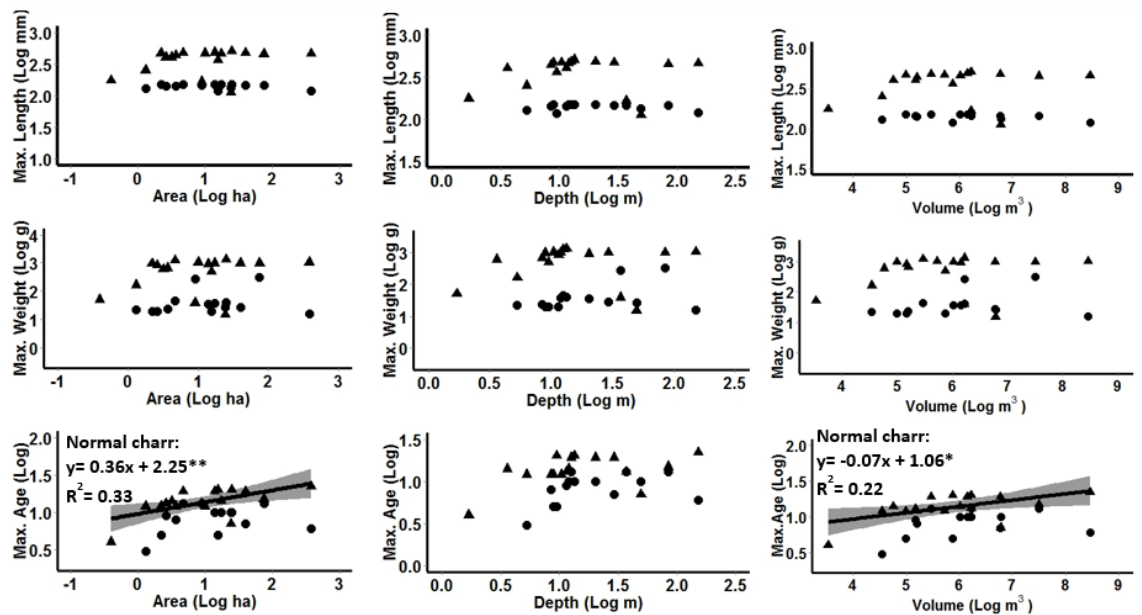 Max. Length (Log mm)
3.0
2.5
2.0
1.5
1.0
-1 0 1 2 3
Area (Log ha)
Max. Length (Log mm)
3.0
2.5
2.0
1.5
0.0 0.5 1.0 1.5 2.0 2.5
Depth (Log m)
Max. Length (Log mm)
3.0
2.5
2.0
1.5
4 5 6 7 8 9
Volume (Log m³)
Max. Weight (Log g)
4
3
2
1
0
-1 0 1 2 3
Area (Log ha)
Max. Weight (Log g)
4
3
2
1
0
0.0 0.5 1.0 1.5 2.0 2.5
Depth (Log m)
Max. Weight (Log g)
4
3
2
1
0
4 5 6 7 8 9
Volume (Log m³)
Max. Age (Log)
2.0
1.5
1.0
0.5
Normal charr:
y= 0.36x + 2.25**
R²= 0.33
-1 0 1 2 3
Area (Log ha)
Max. Age (Log)
1.5
1.0
0.5
0.0
0.0 0.5 1.0 1.5 2.0 2.5
Depth (Log m)
Max.Age (Log)
2.0
1.5
1.0
0.5
Normal charr:
y= -0.07x + 1.06*
R²= 0.22
4 5 6 7 8 9
Volume (Log m³)